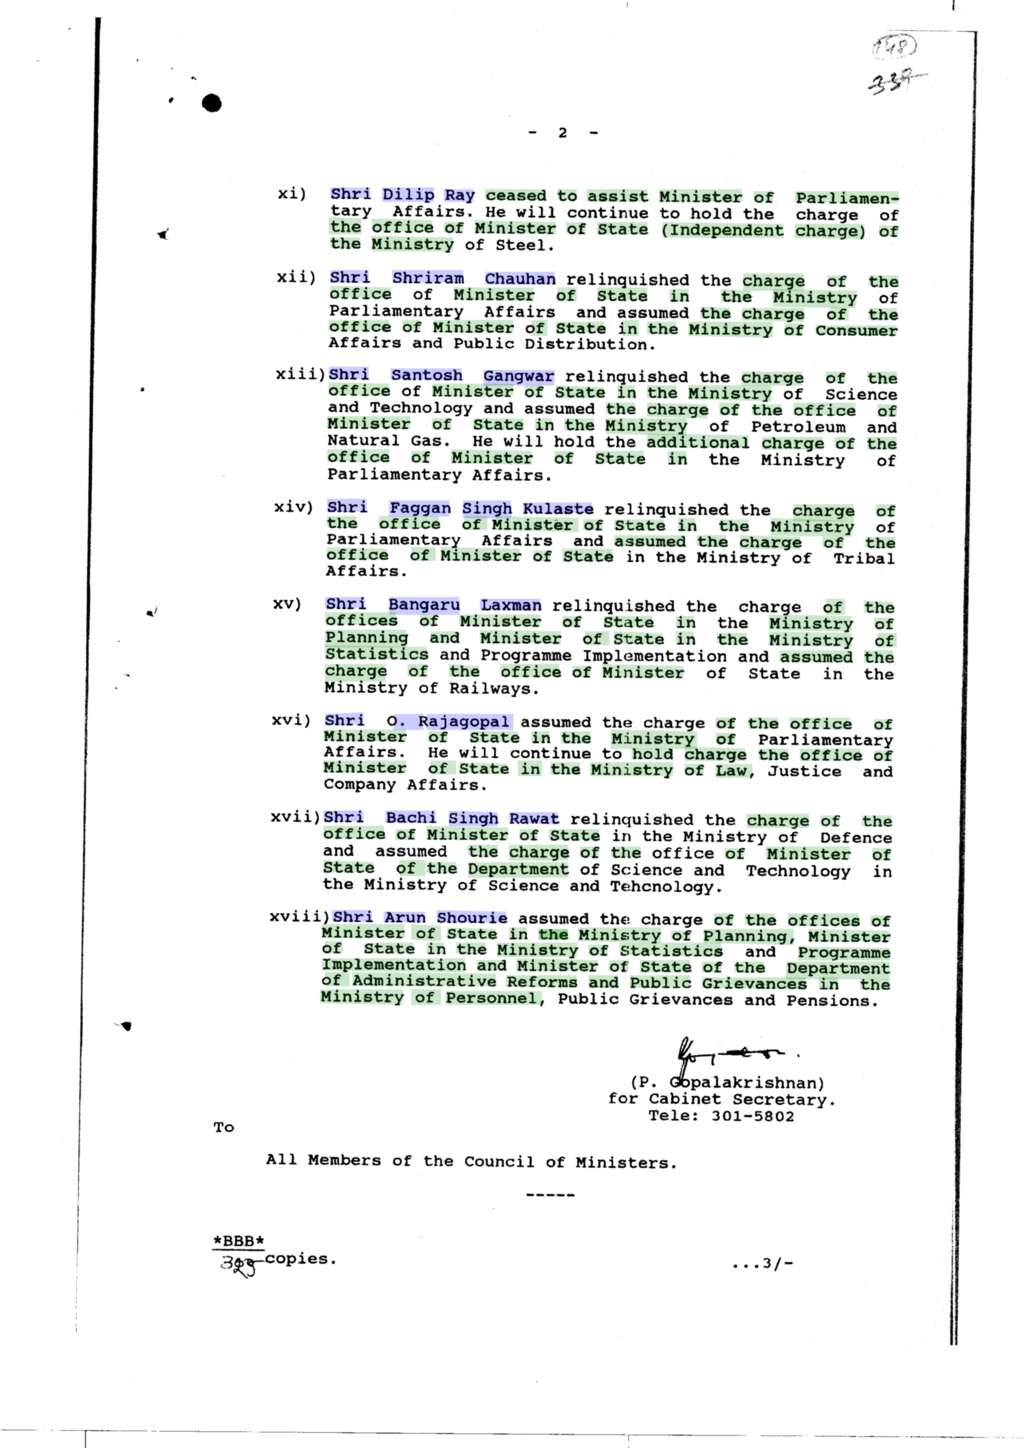 148
339
- 2 -
xi) Shri Dilip Ray ceased to assist Minister of Parliamen-
tary Affairs. He will continue to hold the charge of
the office of Minister of State (Independent charge) of
the Ministry of Steel.
xii) Shri Shriram Chauhan relinquished the charge of the
office of Minister of State in the Ministry of
Parliamentary Affairs and assumed the charge of the
office of Minister of State in the Ministry of Consumer
Affairs and Public Distribution.
xiii)Shri Santosh Gangwar relinquished the charge of the
office of Minister of State in the Ministry of Science
and Technology and assumed the charge of the office of
Minister of State in the Ministry of Petroleum and
Natural Gas. He will hold the additional charge of the
office of Minister of State in the Ministry of
Parliamentary Affairs.
xiv) Shri Faggan Singh Kulaste relinquished the charge of
the office of Minister of State in the Ministry of
Parliamentary Affairs and assumed the charge of the
office of Minister of State in the Ministry of Tribal
Affairs.
xv) Shri Bangaru Laxman relinquished the charge of the
offices of Minister of State in the Ministry of
Planning and Minister of State in the Ministry of
Statistics and Programme Implementation and assumed the
charge of the office of Minister of State in the
Ministry of Railways.
xvi) Shri O. Rajagopal assumed the charge of the office of
Minister of State in the Ministry of Parliamentary
Affairs. He will continue to hold charge the office of
Minister of State in the Ministry of Law, Justice and
Company Affairs.
xvii)Shri Bachi Singh Rawat relinquished the charge of the
office of Minister of State in the Ministry of Defence
and assumed the charge of the office of Minister of
State of the Department of Science and Technology in
the Ministry of Science and Tehcnology.
xviii)Shri Arun Shourie assumed the charge of the offices of
Minister of State in the Ministry of Planning, Minister
of State in the Ministry of Statistics and Programme
Implementation and Minister of State of the Department
of Administrative Reforms and Public Grievances in the
Ministry of Personnel, Public Grievances and Pensions.
(P. Gopalakrishnan)
for Cabinet Secretary.
Tele: 301-5802
To
All Members of the Council of Ministers.
-----
*BBB*
copies.
...3/-